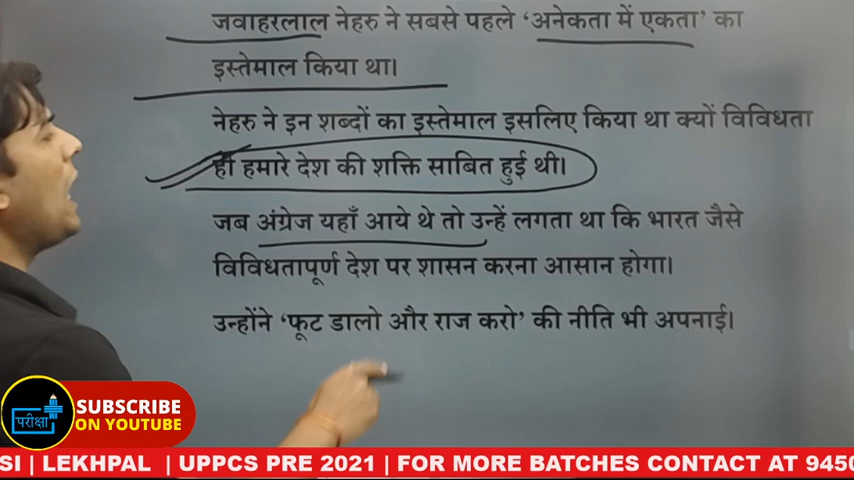 जवाहरलाल नेहरु ने सबसे पहले ‘अनेकता में एकता’ का
इस्तेमाल किया था।
नेहरु ने इन शब्दों का इस्तेमाल इसलिए किया था क्यों विविधता
ही हमारे देश की शक्ति साबित हुई थी।
जब अंग्रेज यहाँ आये थे तो उन्हें लगता था कि भारत जैसे
विविधतापूर्ण देश पर शासन करना आसान होगा।
उन्होंने ‘फूट डालो और राज करो’ की नीति भी अपनाई।
परीक्षा
SUBSCRIBE
ON YOUTUBE
SI | LEKHPAL | UPPCS PRE 2021 | FOR MORE BATCHES CONTACT AT 9450